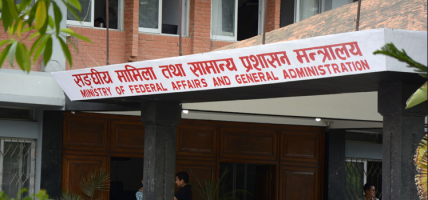 सङ्घीय मामिला तथा सामान्य प्रशासन मन्त्रालय
MINISTRY OF FEDERAL AFFAIRS AND GENERAL ADMINISTRATION